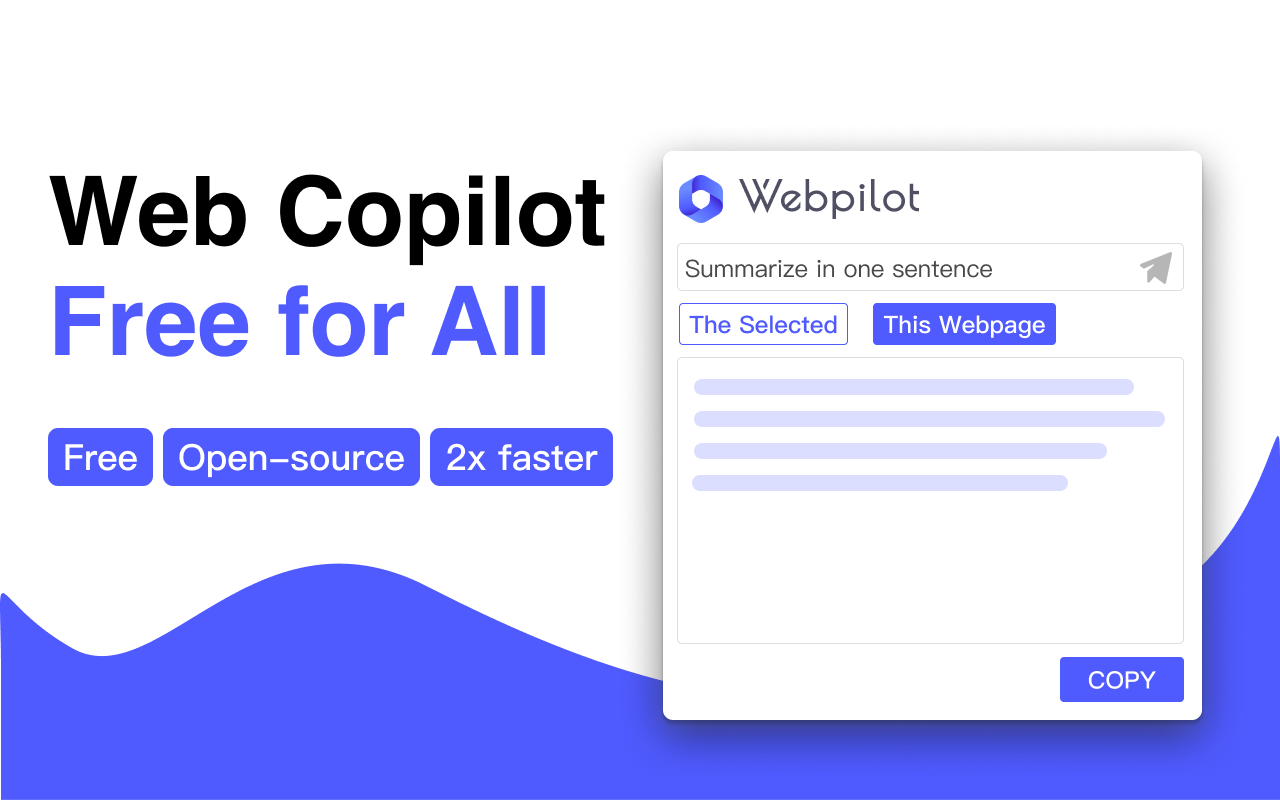 Web Copilot
Free for All
Free Open-source 2x faster
Webpilot
Summarize in one sentence
The Selected This Webpage
COPY